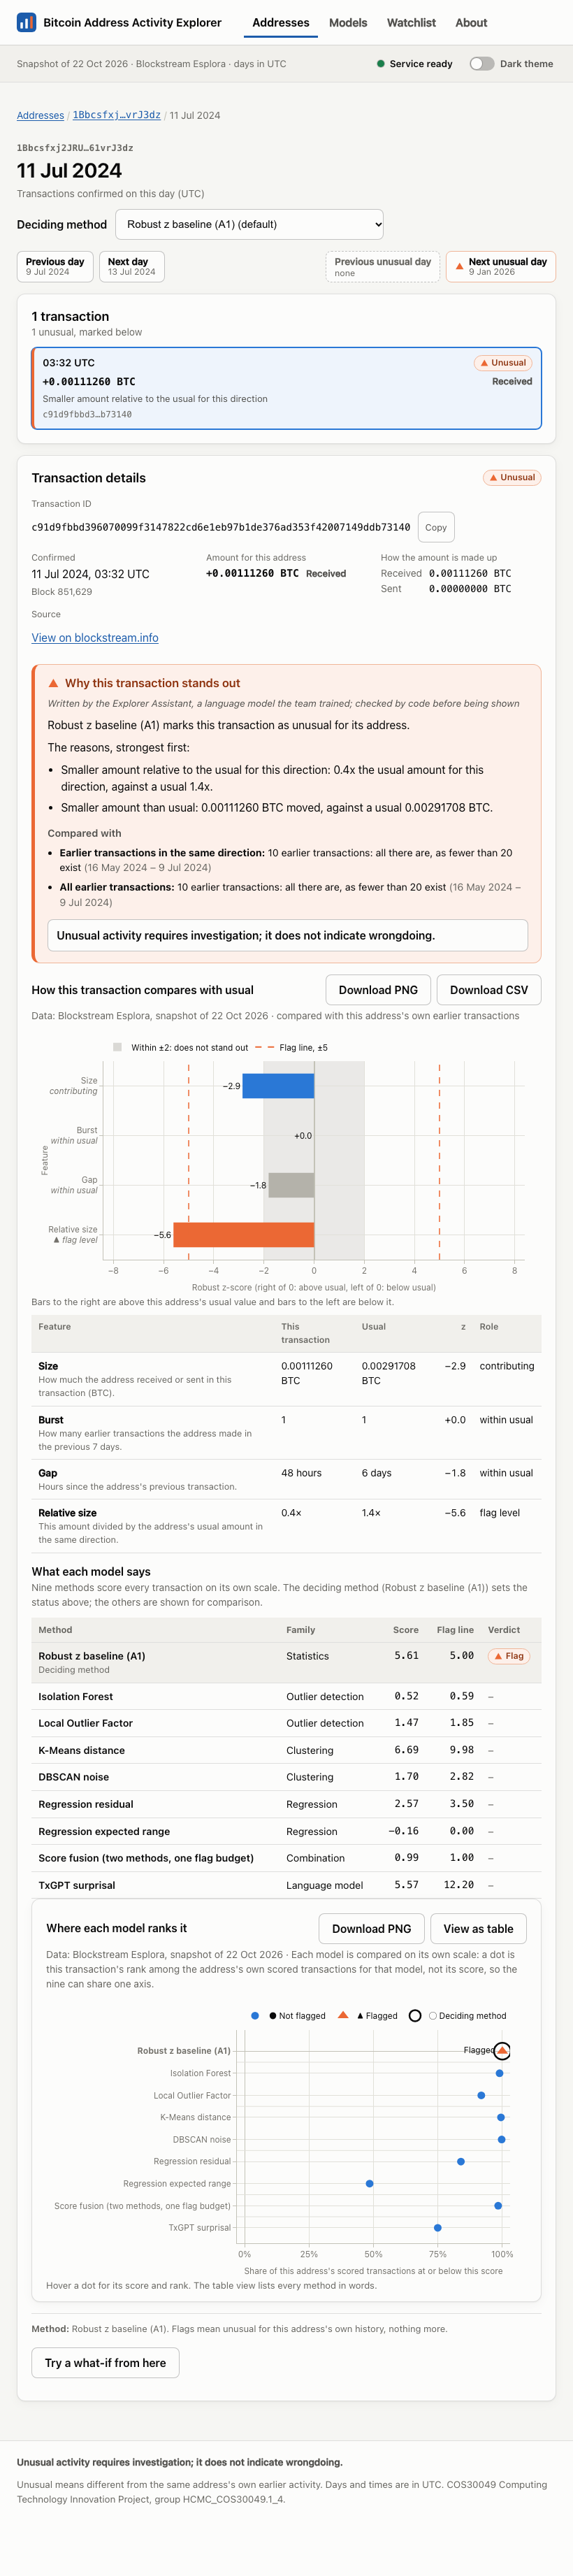 Bitcoin Address Activity Explorer
Addresses
Models
Watchlist
About
Snapshot of 22 Oct 2026 · Blockstream Esplora · days in UTC
Service ready
Dark theme
Addresses / 1Bbcsfxj…vrJ3dz / 11 Jul 2024
1Bbcsfxj2JRU…61vrJ3dz
11 Jul 2024
Transactions confirmed on this day (UTC)
Deciding method
Robust z baseline (A1) (default)
Previous day
9 Jul 2024
Next day
13 Jul 2024
Previous unusual day
none
▲ Next unusual day
9 Jan 2026
1 transaction
1 unusual, marked below
03:32 UTC
▲ Unusual
+0.00111260 BTC
Received
Smaller amount relative to the usual for this direction
c91d9fbbd3…b73140
Transaction details
▲ Unusual
Transaction ID
c91d9fbbd396070099f3147822cd6e1eb97b1de376ad353f42007149ddb73140
Copy
Confirmed
11 Jul 2024, 03:32 UTC
Block 851,629
Amount for this address
+0.00111260 BTC Received
How the amount is made up
Received 0.00111260 BTC
Sent 0.00000000 BTC
Source
View on blockstream.info
▲ Why this transaction stands out
Written by the Explorer Assistant, a language model the team trained; checked by code before being shown
Robust z baseline (A1) marks this transaction as unusual for its address.
The reasons, strongest first:
• Smaller amount relative to the usual for this direction: 0.4x the usual amount for this
direction, against a usual 1.4x.
• Smaller amount than usual: 0.00111260 BTC moved, against a usual 0.00291708 BTC.
Compared with
• Earlier transactions in the same direction: 10 earlier transactions: all there are, as fewer than 20
exist (16 May 2024 – 9 Jul 2024)
• All earlier transactions: 10 earlier transactions: all there are, as fewer than 20 exist (16 May 2024 –
9 Jul 2024)
Unusual activity requires investigation; it does not indicate wrongdoing.
How this transaction compares with usual
Download PNG
Download CSV
Data: Blockstream Esplora, snapshot of 22 Oct 2026 · compared with this address's own earlier transactions
Within ±2: does not stand out
Flag line, ±5
Feature
Size
contributing
−2.9
Burst
within usual
+0.0
Gap
within usual
−1.8
Relative size
▲ flag level
−5.6
−8 −6 −4 −2 0 2 4 6 8
Robust z-score (right of 0: above usual, left of 0: below usual)
Bars to the right are above this address's usual value and bars to the left are below it.
Feature This transaction Usual z Role
Size 0.00111260 BTC 0.00291708 BTC −2.9 contributing
How much the address received or sent in this
transaction (BTC).
Burst 1 1 +0.0 within usual
How many earlier transactions the address made in
the previous 7 days.
Gap 48 hours 6 days −1.8 within usual
Hours since the address's previous transaction.
Relative size 0.4× 1.4× −5.6 flag level
This amount divided by the address's usual amount in
the same direction.
What each model says
Nine methods score every transaction on its own scale. The deciding method (Robust z baseline (A1)) sets the
status above; the others are shown for comparison.
Method Family Score Flag line Verdict
Robust z baseline (A1) Statistics 5.61 5.00 ▲ Flag
Deciding method
Isolation Forest Outlier detection 0.52 0.59 –
Local Outlier Factor Outlier detection 1.47 1.85 –
K-Means distance Clustering 6.69 9.98 –
DBSCAN noise Clustering 1.70 2.82 –
Regression residual Regression 2.57 3.50 –
Regression expected range Regression −0.16 0.00 –
Score fusion (two methods, one flag budget) Combination 0.99 1.00 –
TxGPT surprisal Language model 5.57 12.20 –
Where each model ranks it
Download PNG
View as table
Data: Blockstream Esplora, snapshot of 22 Oct 2026 · Each model is compared on its own scale: a dot is
this transaction's rank among the address's own scored transactions for that model, not its score, so the
nine can share one axis.
● Not flagged
▲ Flagged
○ Deciding method
Robust z baseline (A1)
Flagged
Isolation Forest
Local Outlier Factor
K-Means distance
DBSCAN noise
Regression residual
Regression expected range
Score fusion (two methods, one flag budget)
TxGPT surprisal
0% 25% 50% 75% 100%
Share of this address's scored transactions at or below this score
Hover a dot for its score and rank. The table view lists every method in words.
Method: Robust z baseline (A1). Flags mean unusual for this address's own history, nothing more.
Try a what-if from here
Unusual activity requires investigation; it does not indicate wrongdoing.
Unusual means different from the same address's own earlier activity. Days and times are in UTC. COS30049 Computing
Technology Innovation Project, group HCMC_COS30049.1_4.